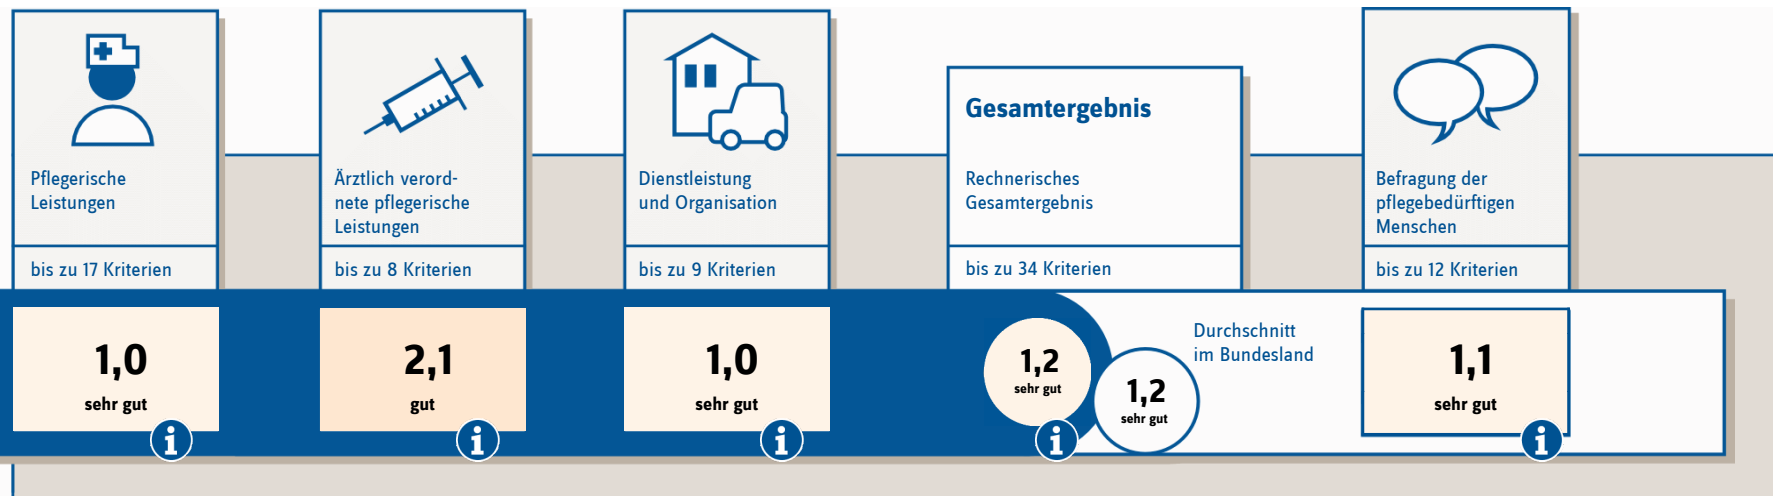 Pflegerische
Leistungen
bis zu 17 Kriterien
1,0
sehr gut
i
Ärztlich verord-
nete pflegerische
Leistungen
bis zu 8 Kriterien
2,1
gut
i
Dienstleistung
und Organisation
bis zu 9 Kriterien
1,0
sehr gut
i
Gesamtergebnis
Rechnerisches
Gesamtergebnis
bis zu 34 Kriterien
1,2
sehr gut
i
1,2
sehr gut
Durchschnitt
im Bundesland
Befragung der
pflegebedürftigen
Menschen
bis zu 12 Kriterien
1,1
sehr gut
i